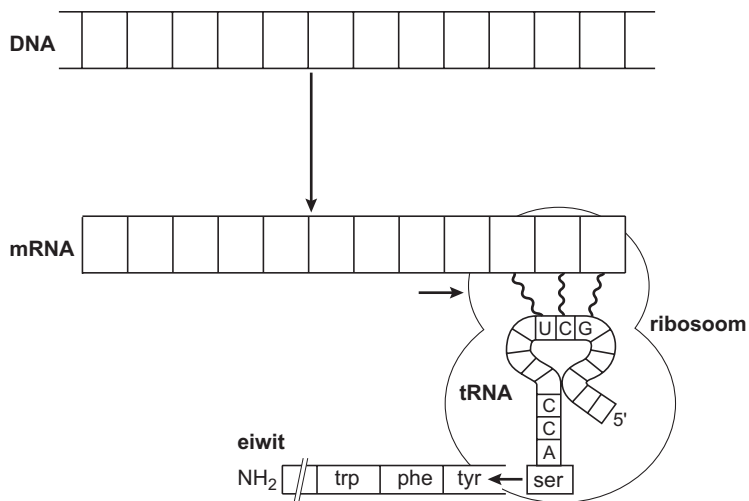 DNA
mRNA
U C G
ribosoom
tRNA
C
C
A
5'
eiwit
NH2 trp phe tyr ser